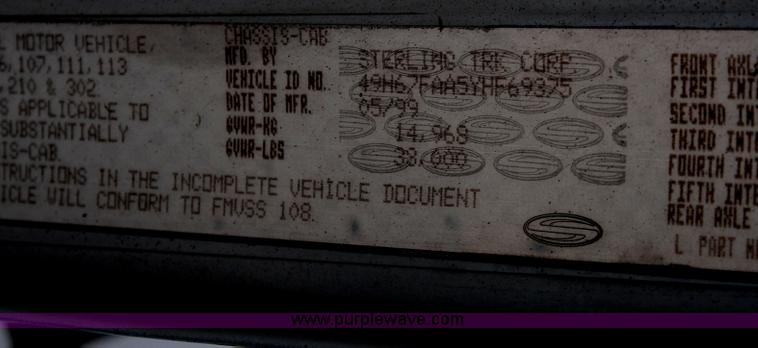 L MOTOR VEHICLE,
6,107,111,113
, 210 & 302.
S APPLICABLE TO
SUBSTANTIALLY
IS-CAB.
TRUCTIONS IN THE INCOMPLETE VEHICLE DOCUMENT
ICLE WILL CONFORM TO FMVSS 108.
CHASSIS-CAB
MFD. BY STERLING TRK CORP
VEHICLE ID NO.
DATE OF MFR. 05/99
GVWR-KG 14,968
GVWR-LBS 33,000
FRONT AXL
FIRST INT
SECOND IN
THIRD INT
FOURTH IN
FIFTH INTE
REAR AXLE
L PART N
www.purplewave.com